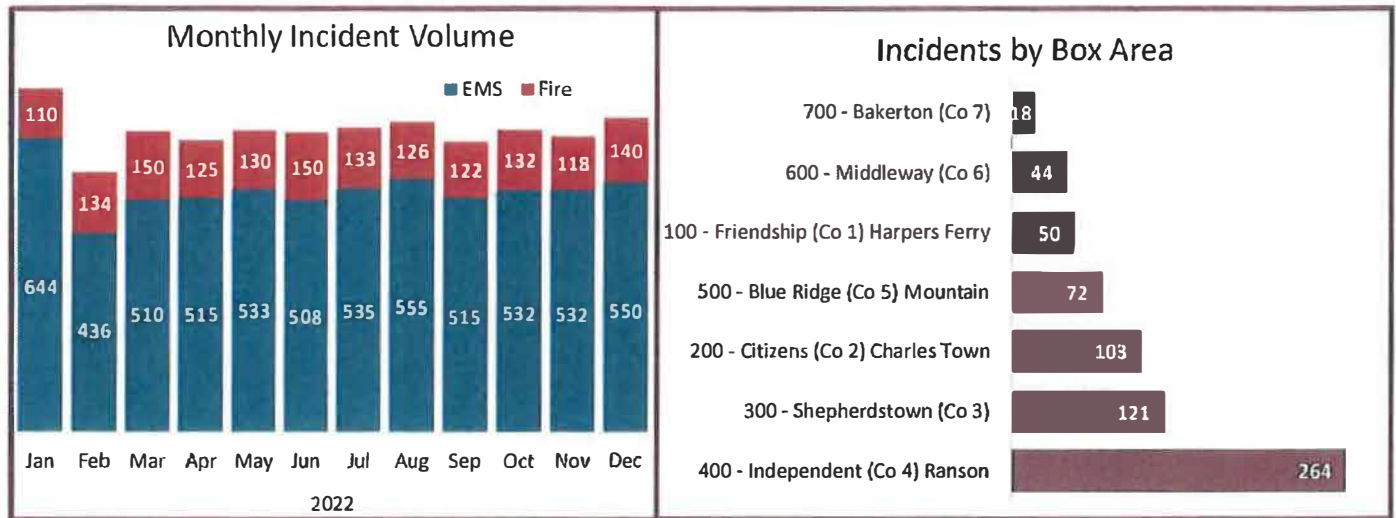 Monthly Incident Volume
EMS Fire
110 134 150 125 130 150 133 126 122 132 118 140
644 436 510 515 533 508 535 555 515 532 532 550
Jan Feb Mar Apr May Jun Jul Aug Sep Oct Nov Dec
2022
Incidents by Box Area
700 - Bakerton (Co 7) 18
600 - Middleway (Co 6) 44
100 - Friendship (Co 1) Harpers Ferry 50
500 - Blue Ridge (Co 5) Mountain 72
200 - Citizens (Co 2) Charles Town 103
300 - Shepherdstown (Co 3) 121
400 - Independent (Co 4) Ranson 264